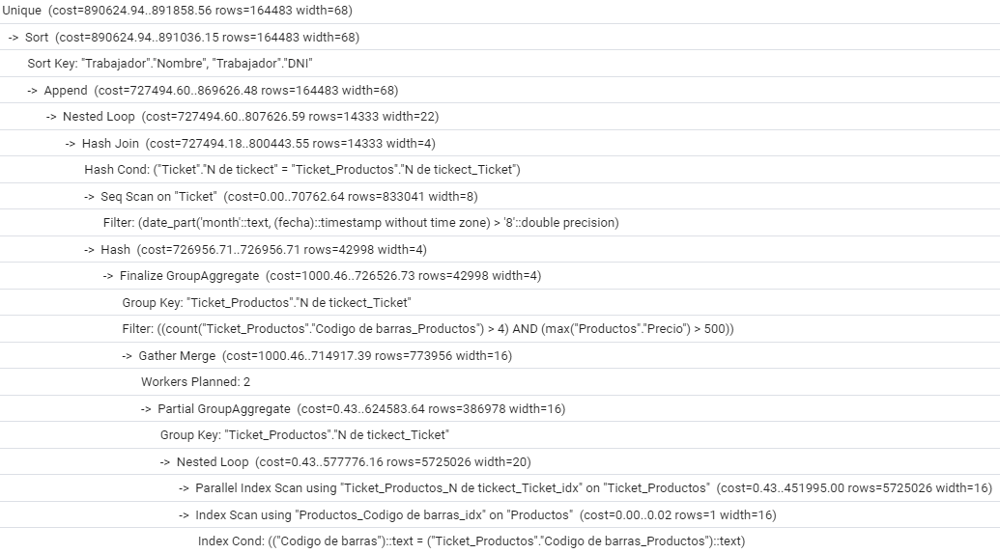 Unique (cost=890624.94..891858.56 rows=164483 width=68)
-> Sort (cost=890624.94..891036.15 rows=164483 width=68)
Sort Key: "Trabajador"."Nombre", "Trabajador"."DNI"
-> Append (cost=727494.60..869626.48 rows=164483 width=68)
-> Nested Loop (cost=727494.60..807626.59 rows=14333 width=22)
-> Hash Join (cost=727494.18..800443.55 rows=14333 width=4)
Hash Cond: ("Ticket"."N de tickect" = "Ticket_Productos"."N de tickect_Ticket")
-> Seq Scan on "Ticket" (cost=0.00..70762.64 rows=833041 width=8)
Filter: (date_part('month'::text, (fecha)::timestamp without time zone) > '8'::double precision)
-> Hash (cost=726956.71..726956.71 rows=42998 width=4)
-> Finalize GroupAggregate (cost=1000.46..726526.73 rows=42998 width=4)
Group Key: "Ticket_Productos"."N de tickect_Ticket"
Filter: ((count("Ticket_Productos"."Codigo de barras_Productos") > 4) AND (max("Productos"."Precio") > 500))
-> Gather Merge (cost=1000.46..714917.39 rows=773956 width=16)
Workers Planned: 2
-> Partial GroupAggregate (cost=0.43..624583.64 rows=386978 width=16)
Group Key: "Ticket_Productos"."N de tickect_Ticket"
-> Nested Loop (cost=0.43..577776.16 rows=5725026 width=20)
-> Parallel Index Scan using "Ticket_Productos_N de tickect_Ticket_idx" on "Ticket_Productos" (cost=0.43..451995.00 rows=5725026 width=16)
-> Index Scan using "Productos_Codigo de barras_idx" on "Productos" (cost=0.00..0.02 rows=1 width=16)
Index Cond: (("Codigo de barras")::text = ("Ticket_Productos"."Codigo de barras_Productos")::text)